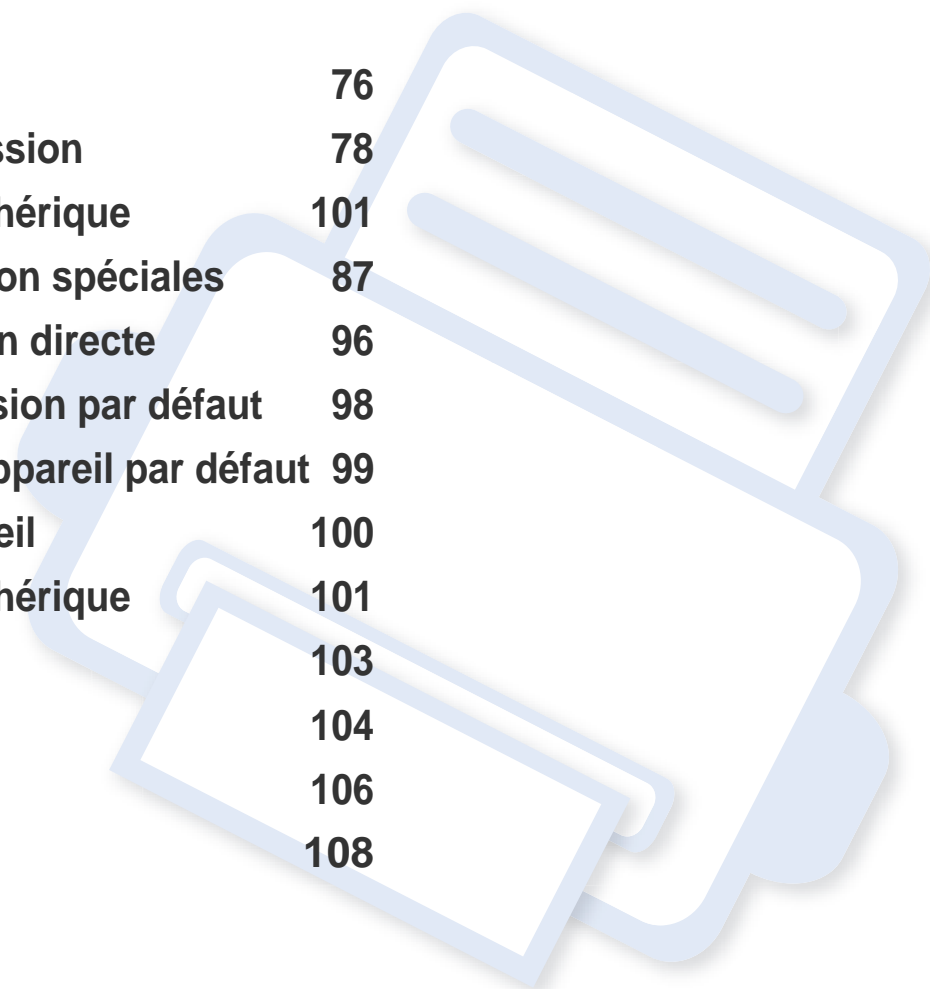 76
ssion 78
hérique 101
on spéciales 87
n directe 96
sion par défaut 98
ppareil par défaut 99
eil 100
hérique 101
103
104
106
108